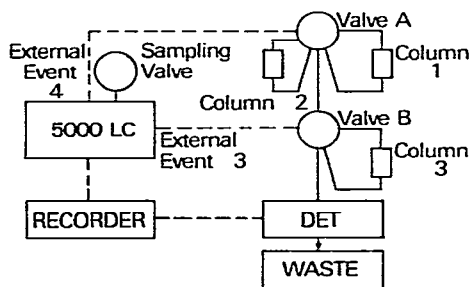 Valve A
External
Event
4
Sampling
Valve
Column
1
Column 2
5000 LC
Valve B
External
Event 3
Column
3
RECORDER
DET
WASTE